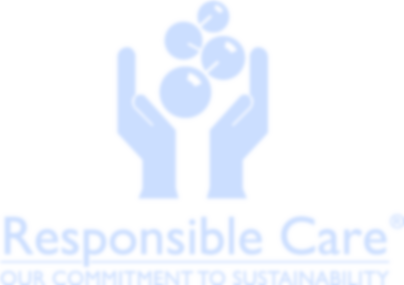 Responsible Care®
OUR COMMITMENT TO SUSTAINABILITY